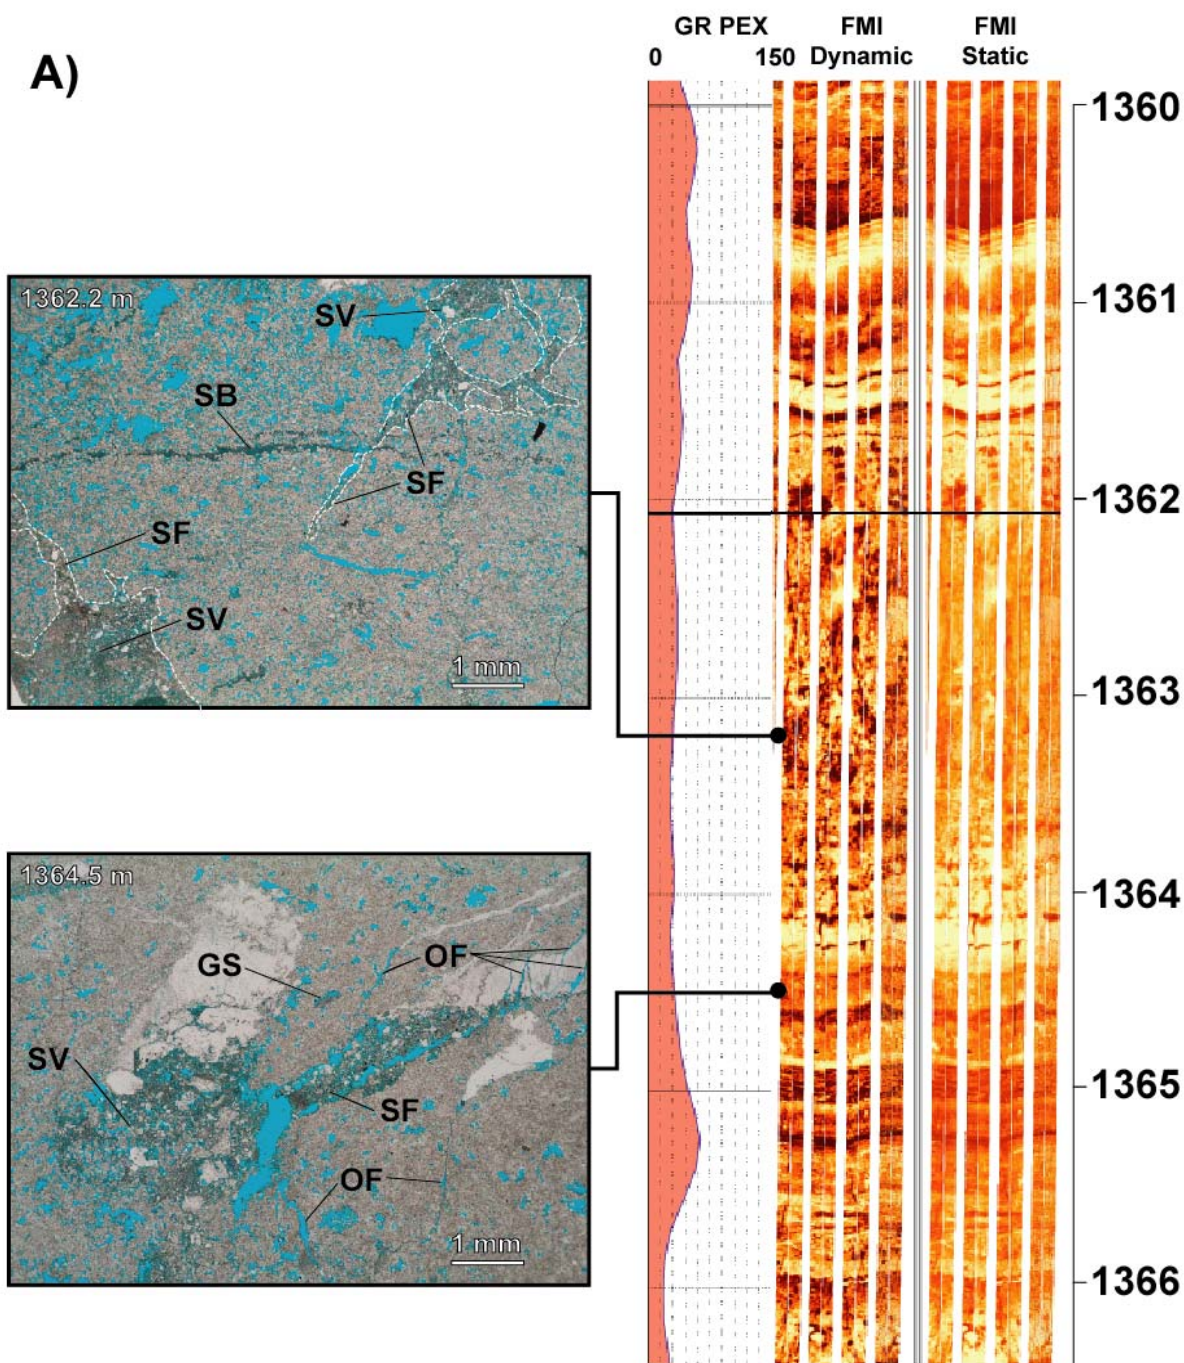 A)
GR PEX
0 150
FMI
Dynamic
FMI
Static
1360
1361
1362
1363
1364
1365
1366
1362.2 m
SV
SB
SF
SF
SV
1 mm
1364.5 m
GS
OF
SV
SF
OF
1 mm